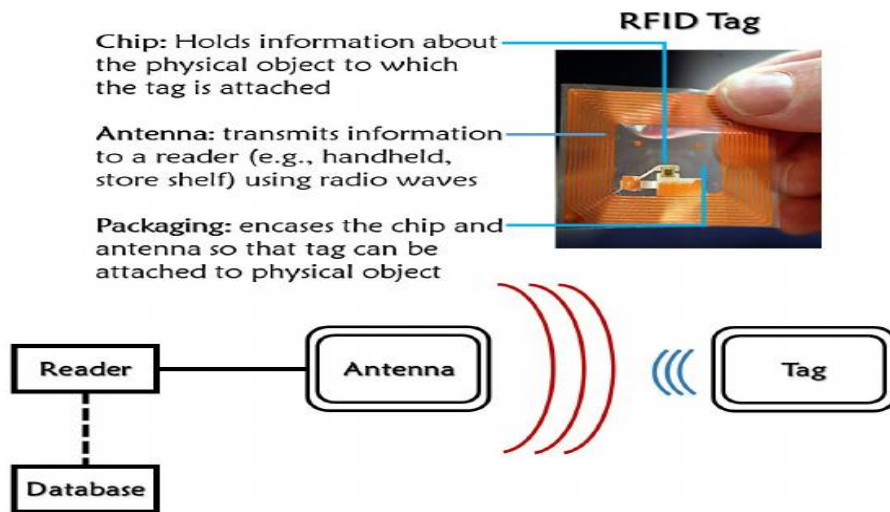 RFID Tag
Chip: Holds information about
the physical object to which
the tag is attached
Antenna: transmits information
to a reader (e.g., handheld,
store shelf) using radio waves
Packaging: encases the chip and
antenna so that tag can be
attached to physical object
Reader
Antenna
Tag
Database